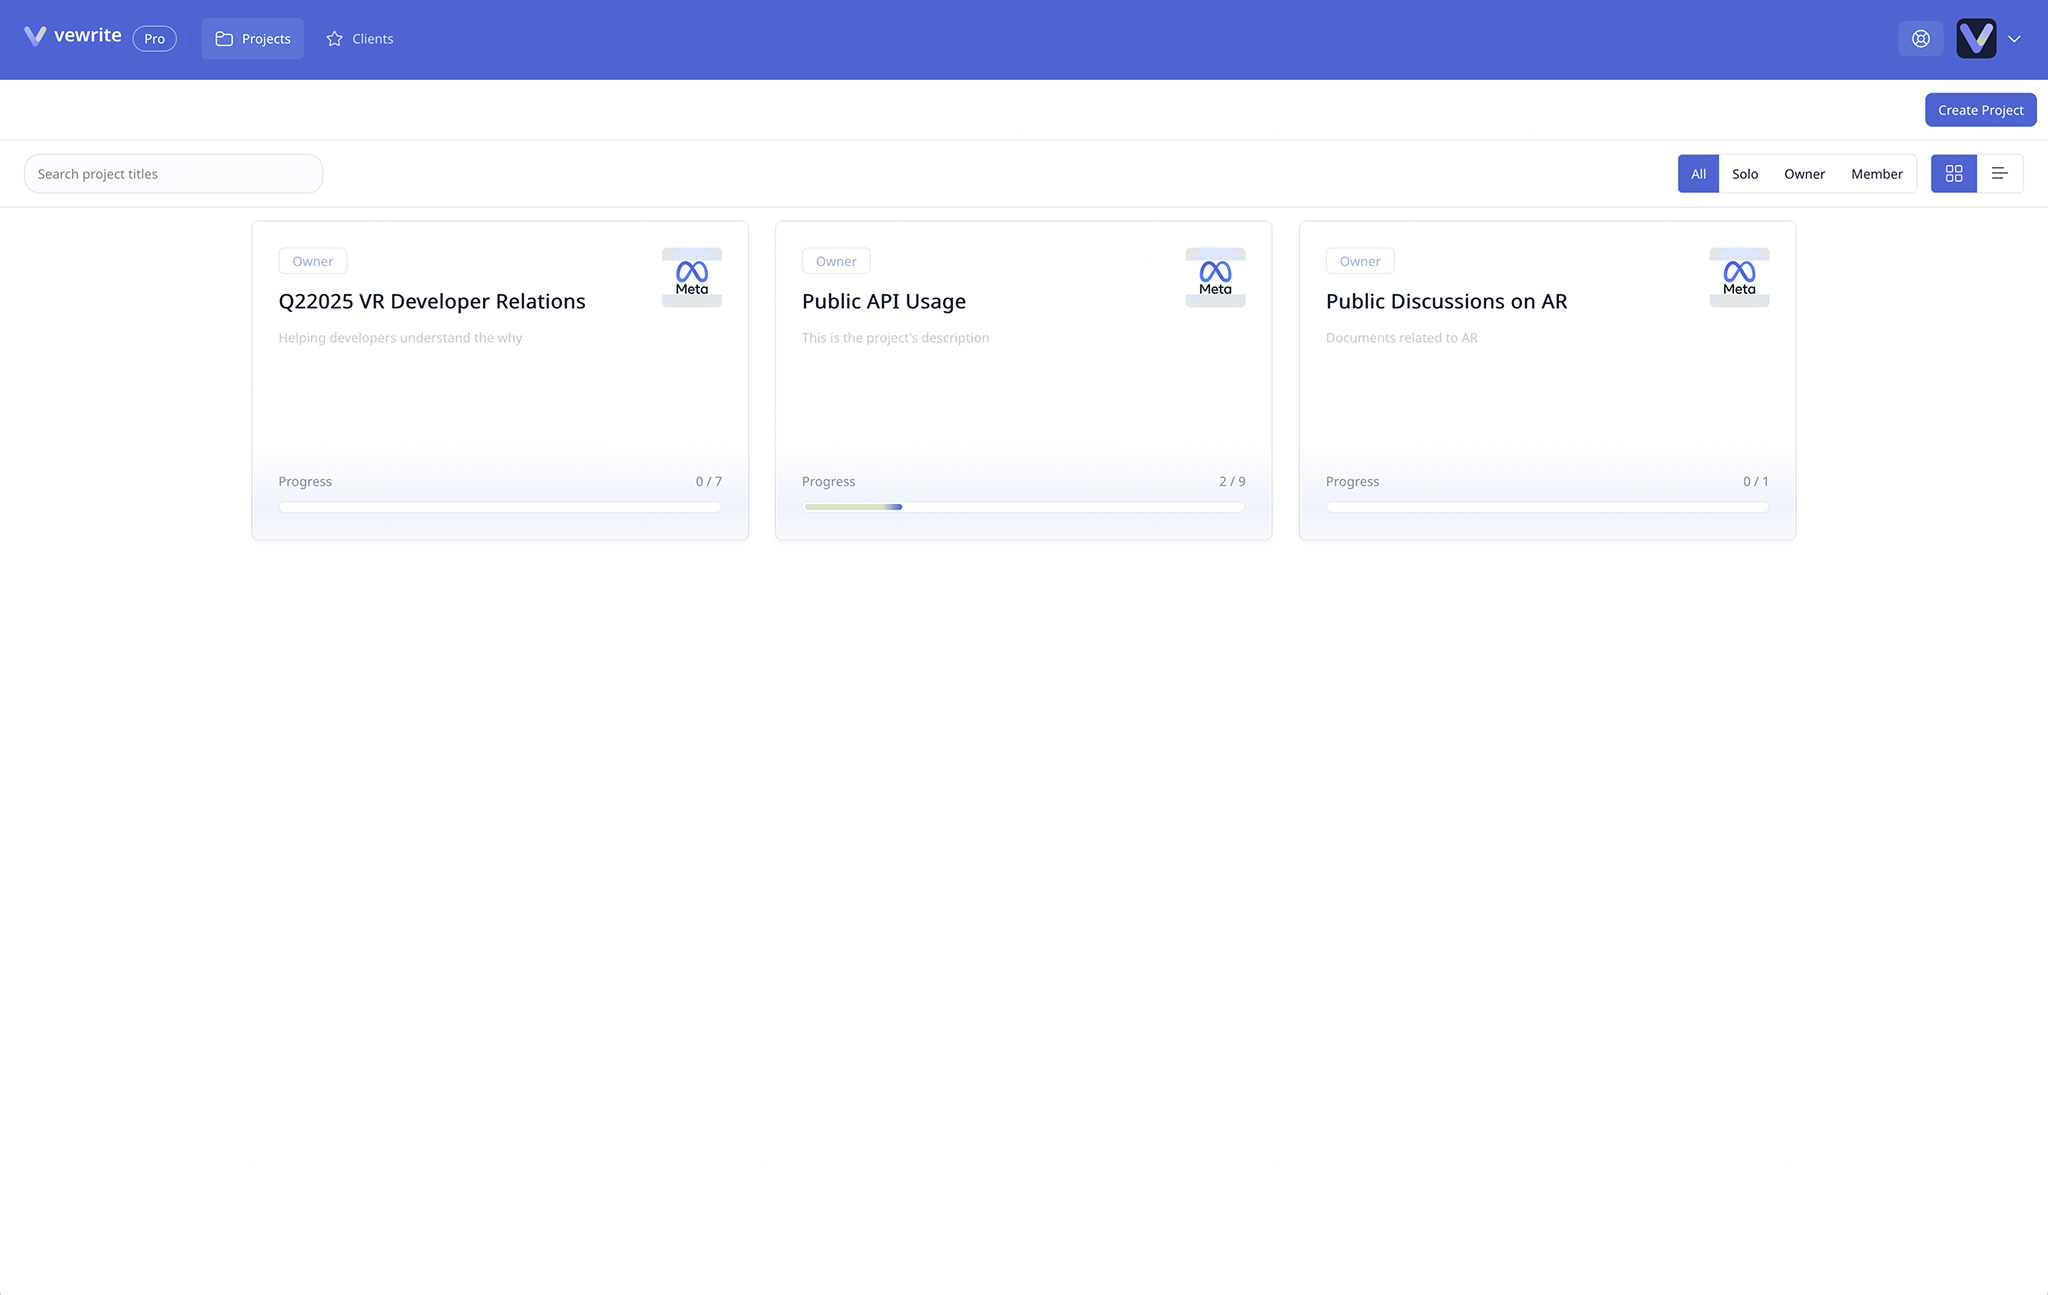 vewrite Pro Projects Clients
Create Project
Search project titles
All Solo Owner Member
Owner
Meta
Q22025 VR Developer Relations
Helping developers understand the why
Progress 0 / 7
Owner
Meta
Public API Usage
This is the project's description
Progress 2 / 9
Owner
Meta
Public Discussions on AR
Documents related to AR
Progress 0 / 1